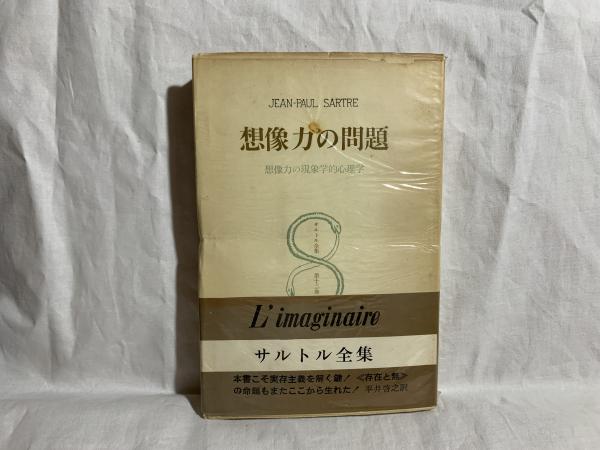 JEAN-PAUL SARTRE
想像力の問題
想像力の現象学的心理学
サルトル全集
第十二巻
L'imaginaire
サルトル全集
本書こそ実存主義を解く鍵！ ≪存在と無≫
の命題もまたここから生れた！ 平井啓之訳